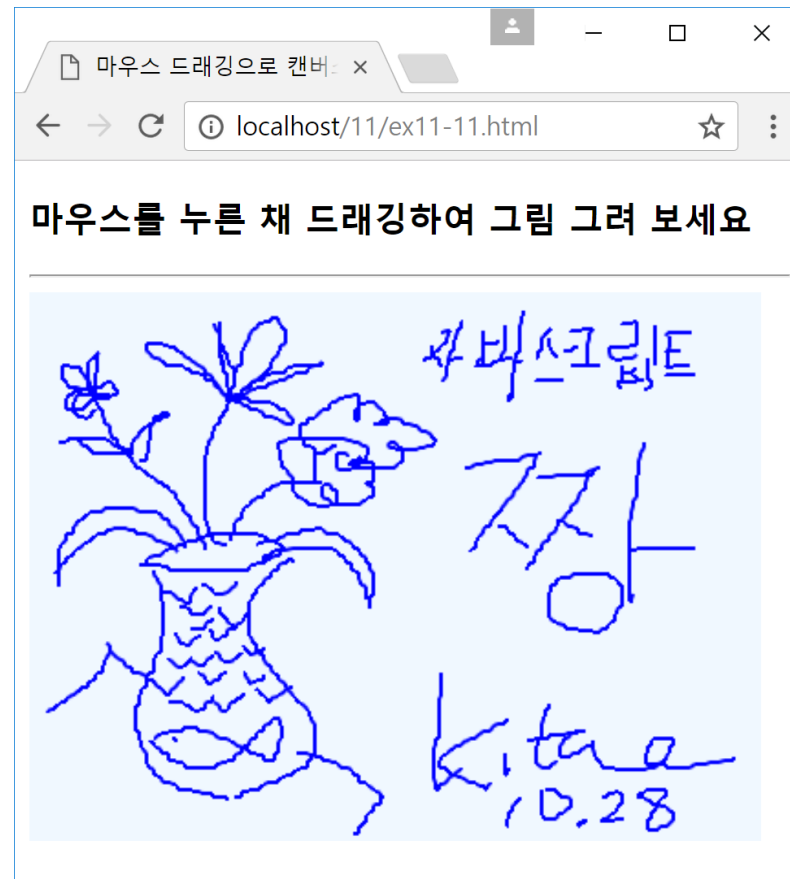 마우스 드래깅으로 캔버
localhost/11/ex11-11.html
마우스를 누른 채 드래깅하여 그림 그려 보세요
자바스크립트
짱
Kitae
10.28